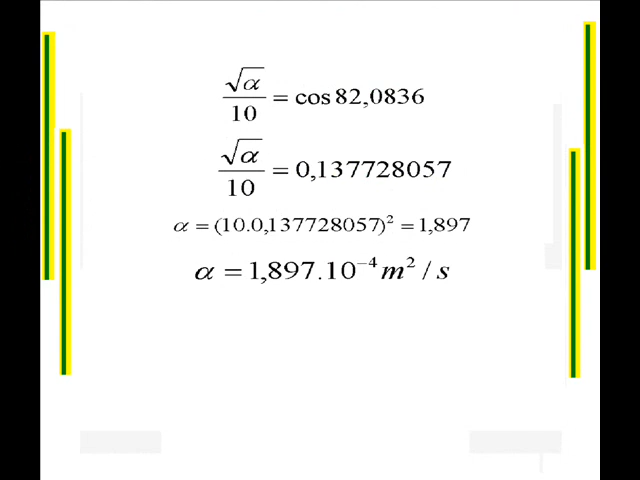 √α/10 = cos 82,0836
√α/10 = 0,137728057
α = (10.0,137728057)² = 1,897
α = 1,897.10⁻⁴ m² / s